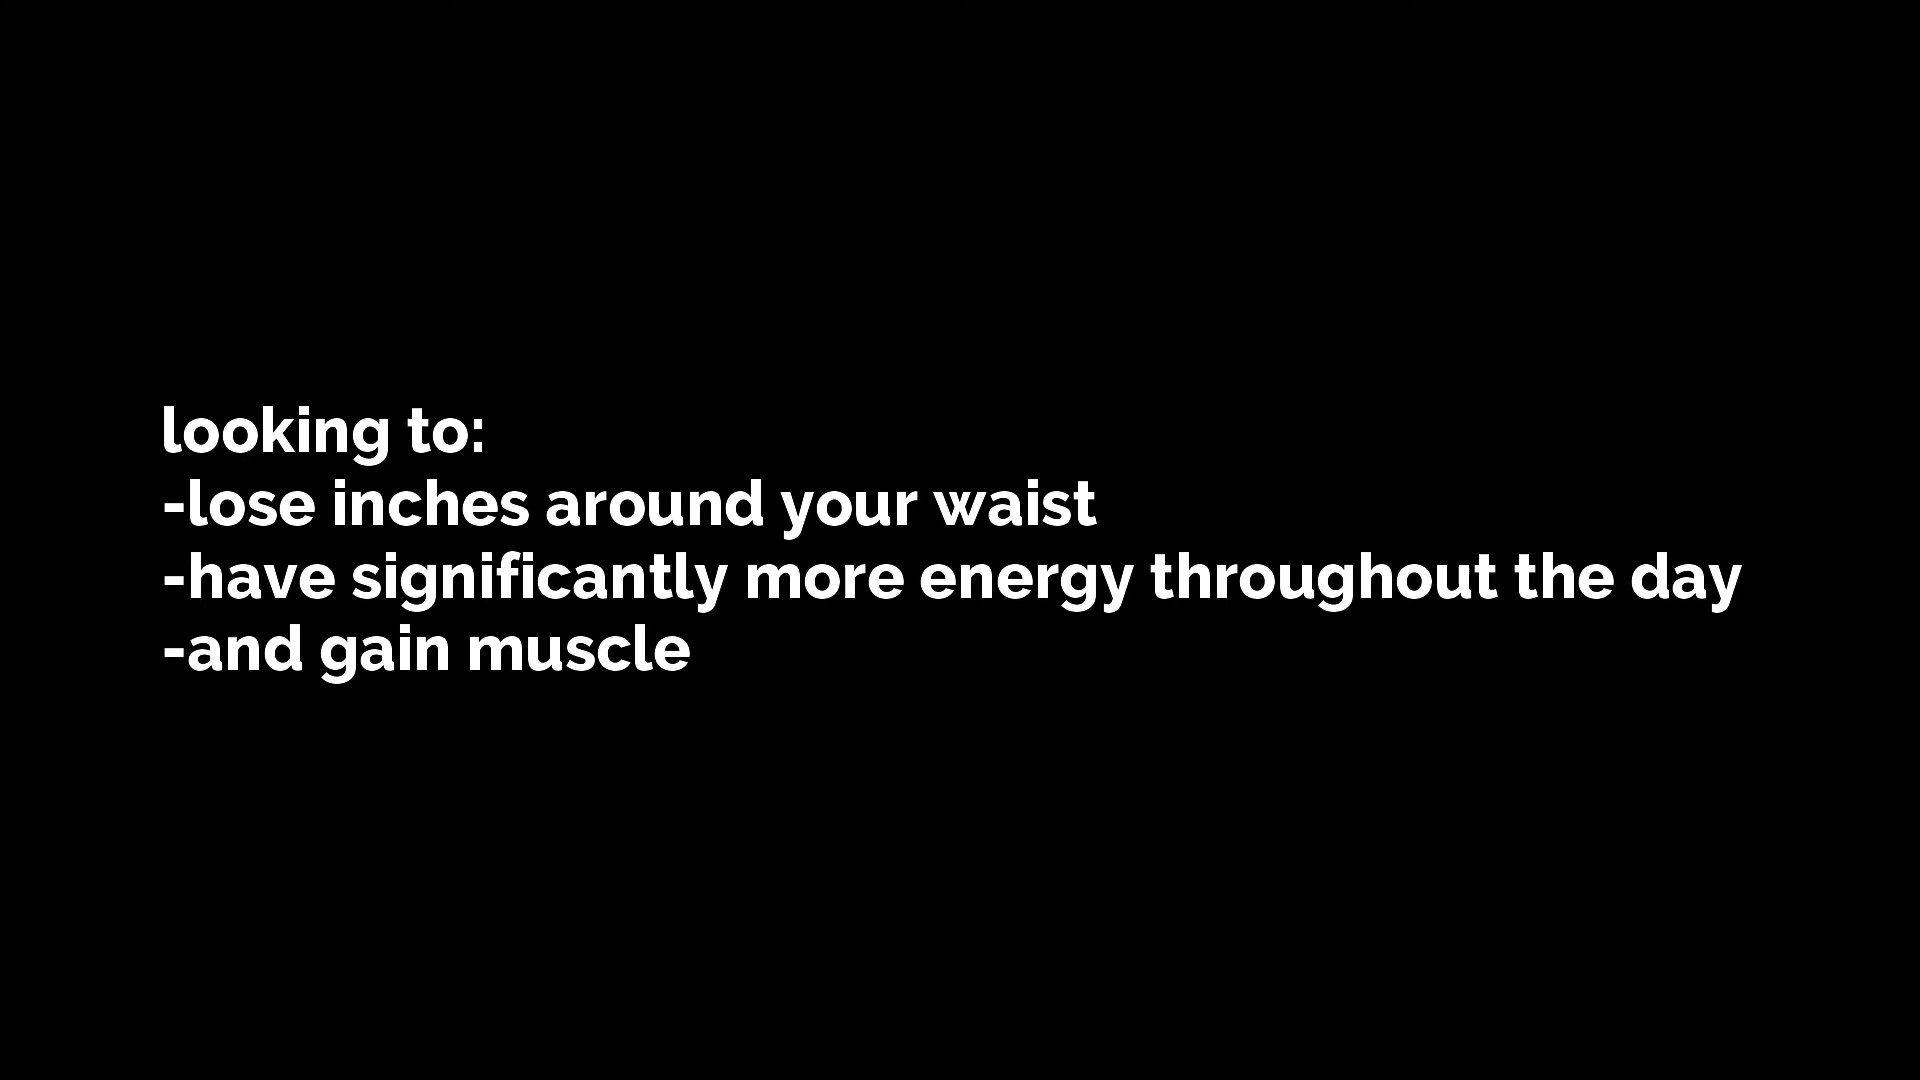 looking to:
-lose inches around your waist
-have significantly more energy throughout the day
-and gain muscle